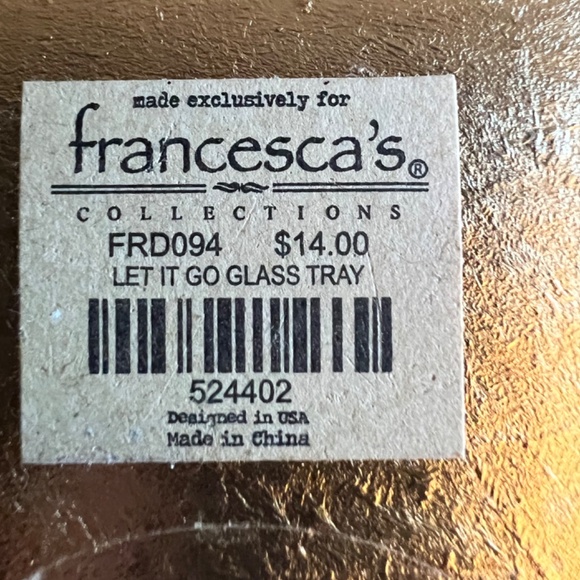 made exclusively for
francesca's®
COLLECTIONS
FRD094 $14.00
LET IT GO GLASS TRAY
524402
Designed in USA
Made in China